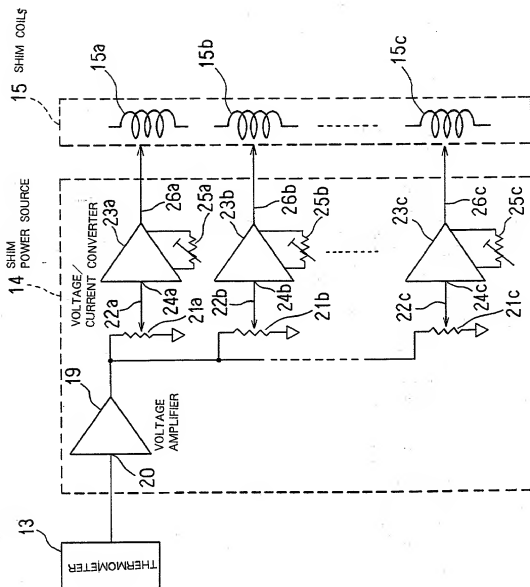 15 SHIM COILS
15a
15b
15c
14 SHIM
POWER SOURCE
VOLTAGE/
CURRENT CONVERTER
23a
26a
25a
22a
24a
21a
23b
26b
25b
22b
24b
21b
23c
26c
25c
22c
24c
21c
19
VOLTAGE
AMPLIFIER
20
13
THERMOMETER